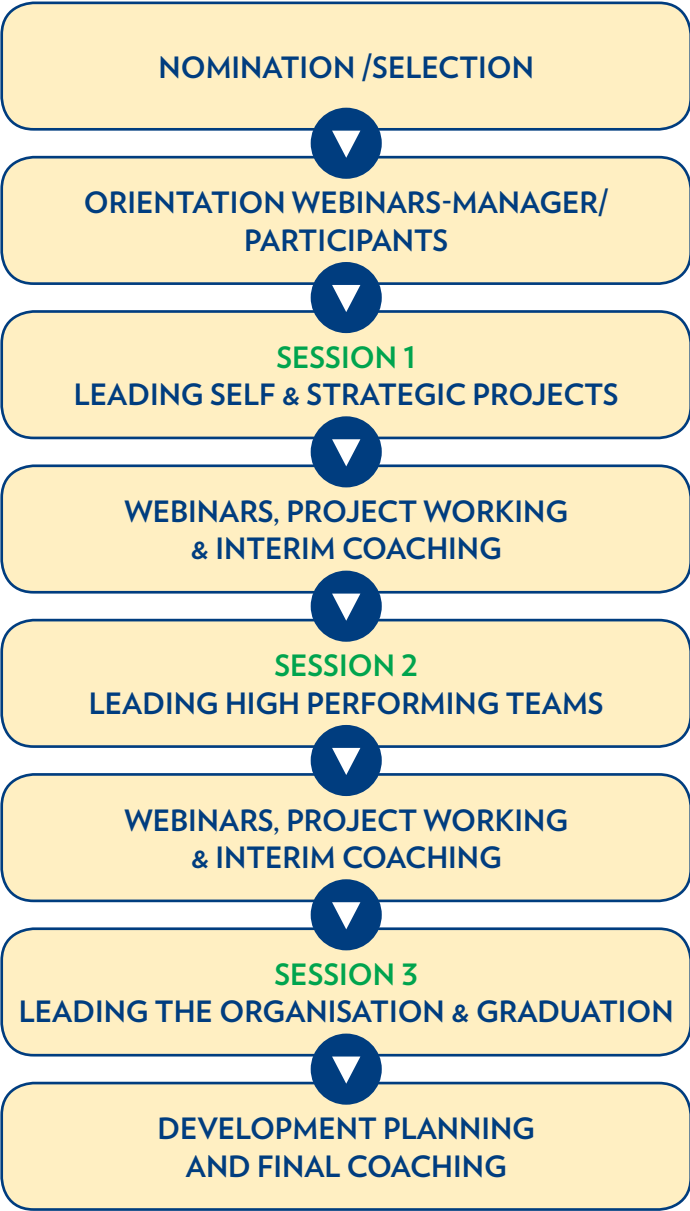 NOMINATION /SELECTION
ORIENTATION WEBINARS-MANAGER/
PARTICIPANTS
SESSION 1
LEADING SELF & STRATEGIC PROJECTS
WEBINARS, PROJECT WORKING
& INTERIM COACHING
SESSION 2
LEADING HIGH PERFORMING TEAMS
WEBINARS, PROJECT WORKING
& INTERIM COACHING
SESSION 3
LEADING THE ORGANISATION & GRADUATION
DEVELOPMENT PLANNING
AND FINAL COACHING